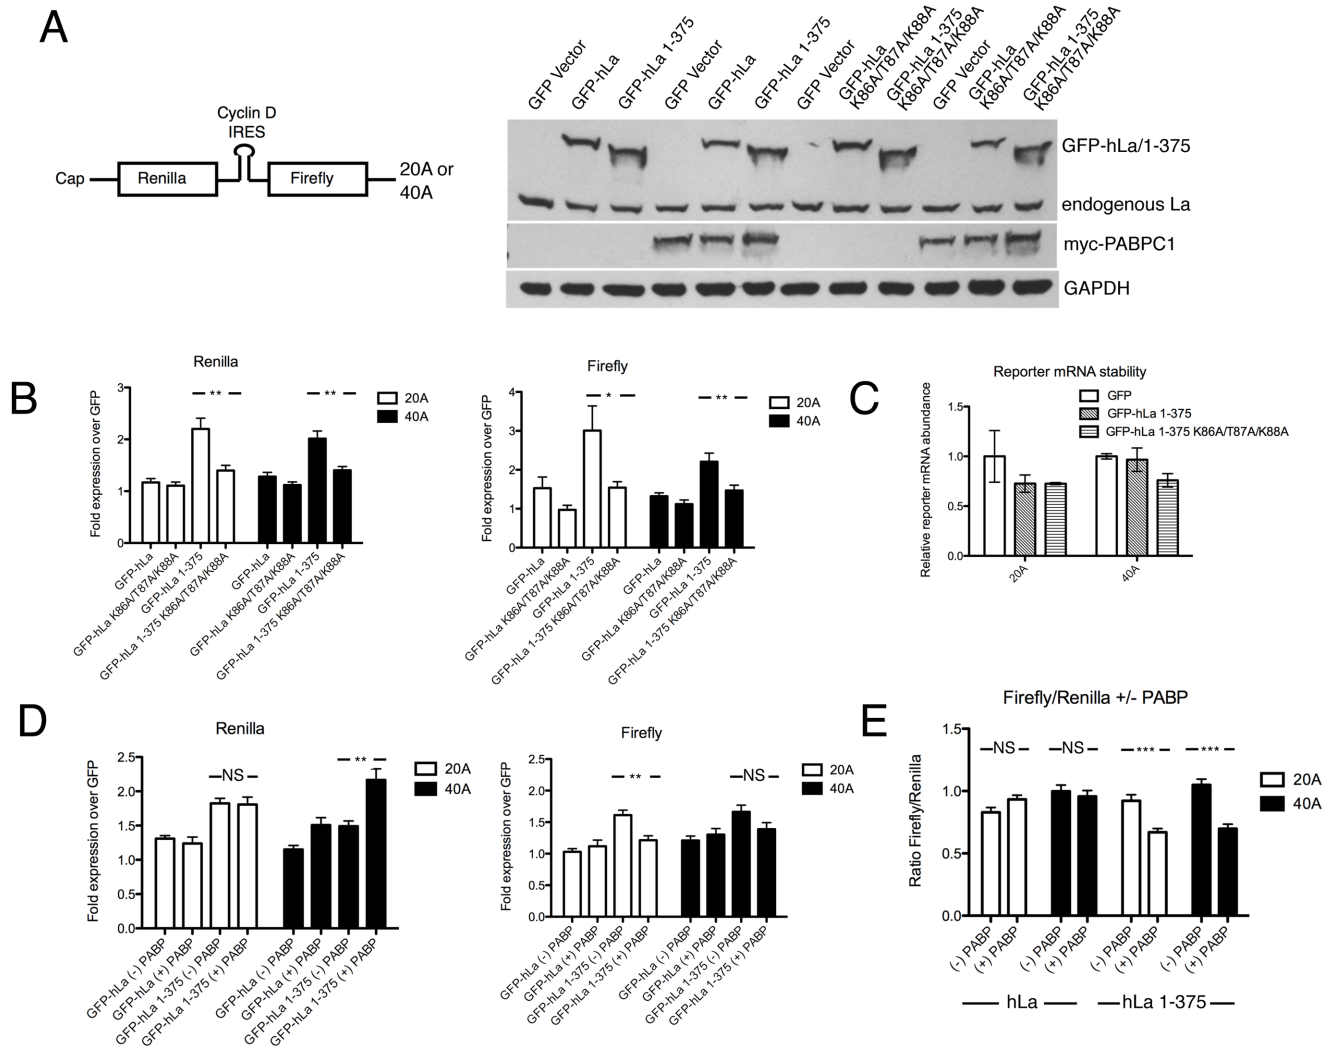 A
Cyclin D
IRES
Cap
Renilla
Firefly
20A or
40A
GFP Vector
GFP-hLa
GFP-hLa 1-375
GFP Vector
GFP-hLa
GFP-hLa 1-375
GFP Vector
GFP-hLa
K86A/T87A/K88A
GFP-hLa 1-375
K86A/T87A/K88A
GFP Vector
GFP-hLa
K86A/T87A/K88A
GFP-hLa 1-375
K86A/T87A/K88A
GFP-hLa/1-375
endogenous La
myc-PABPC1
GAPDH
B
Renilla
Fold expression over GFP
3
2
1
0
**
**
20A
40A
GFP-hLa
GFP-hLa K86A/T87A/K88A
GFP-hLa 1-375
GFP-hLa 1-375 K86A/T87A/K88A
GFP-hLa
GFP-hLa K86A/T87A/K88A
GFP-hLa 1-375
GFP-hLa 1-375 K86A/T87A/K88A
Firefly
Fold expression over GFP
4
3
2
1
0
*
**
20A
40A
GFP-hLa
GFP-hLa K86A/T87A/K88A
GFP-hLa 1-375
GFP-hLa 1-375 K86A/T87A/K88A
GFP-hLa
GFP-hLa K86A/T87A/K88A
GFP-hLa 1-375
GFP-hLa 1-375 K86A/T87A/K88A
C
Reporter mRNA stability
Relative reporter mRNA abundance
1.5
1.0
0.5
0.0
GFP
GFP-hLa 1-375
GFP-hLa 1-375 K86A/T87A/K88A
20A
40A
D
Renilla
Fold expression over GFP
2.5
2.0
1.5
1.0
0.5
0.0
NS
**
20A
40A
GFP-hLa (-) PABP
GFP-hLa (+) PABP
GFP-hLa 1-375 (-) PABP
GFP-hLa 1-375 (+) PABP
GFP-hLa (-) PABP
GFP-hLa (+) PABP
GFP-hLa 1-375 (-) PABP
GFP-hLa 1-375 (+) PABP
Firefly
Fold expression over GFP
2.5
2.0
1.5
1.0
0.5
0.0
**
NS
20A
40A
GFP-hLa (-) PABP
GFP-hLa (+) PABP
GFP-hLa 1-375 (-) PABP
GFP-hLa 1-375 (+) PABP
GFP-hLa (-) PABP
GFP-hLa (+) PABP
GFP-hLa 1-375 (-) PABP
GFP-hLa 1-375 (+) PABP
E
Firefly/Renilla +/- PABP
Ratio Firefly/Renilla
1.5
1.0
0.5
0.0
NS
NS
***
***
20A
40A
(-) PABP
(+) PABP
(-) PABP
(+) PABP
(-) PABP
(+) PABP
(-) PABP
(+) PABP
hLa
hLa 1-375